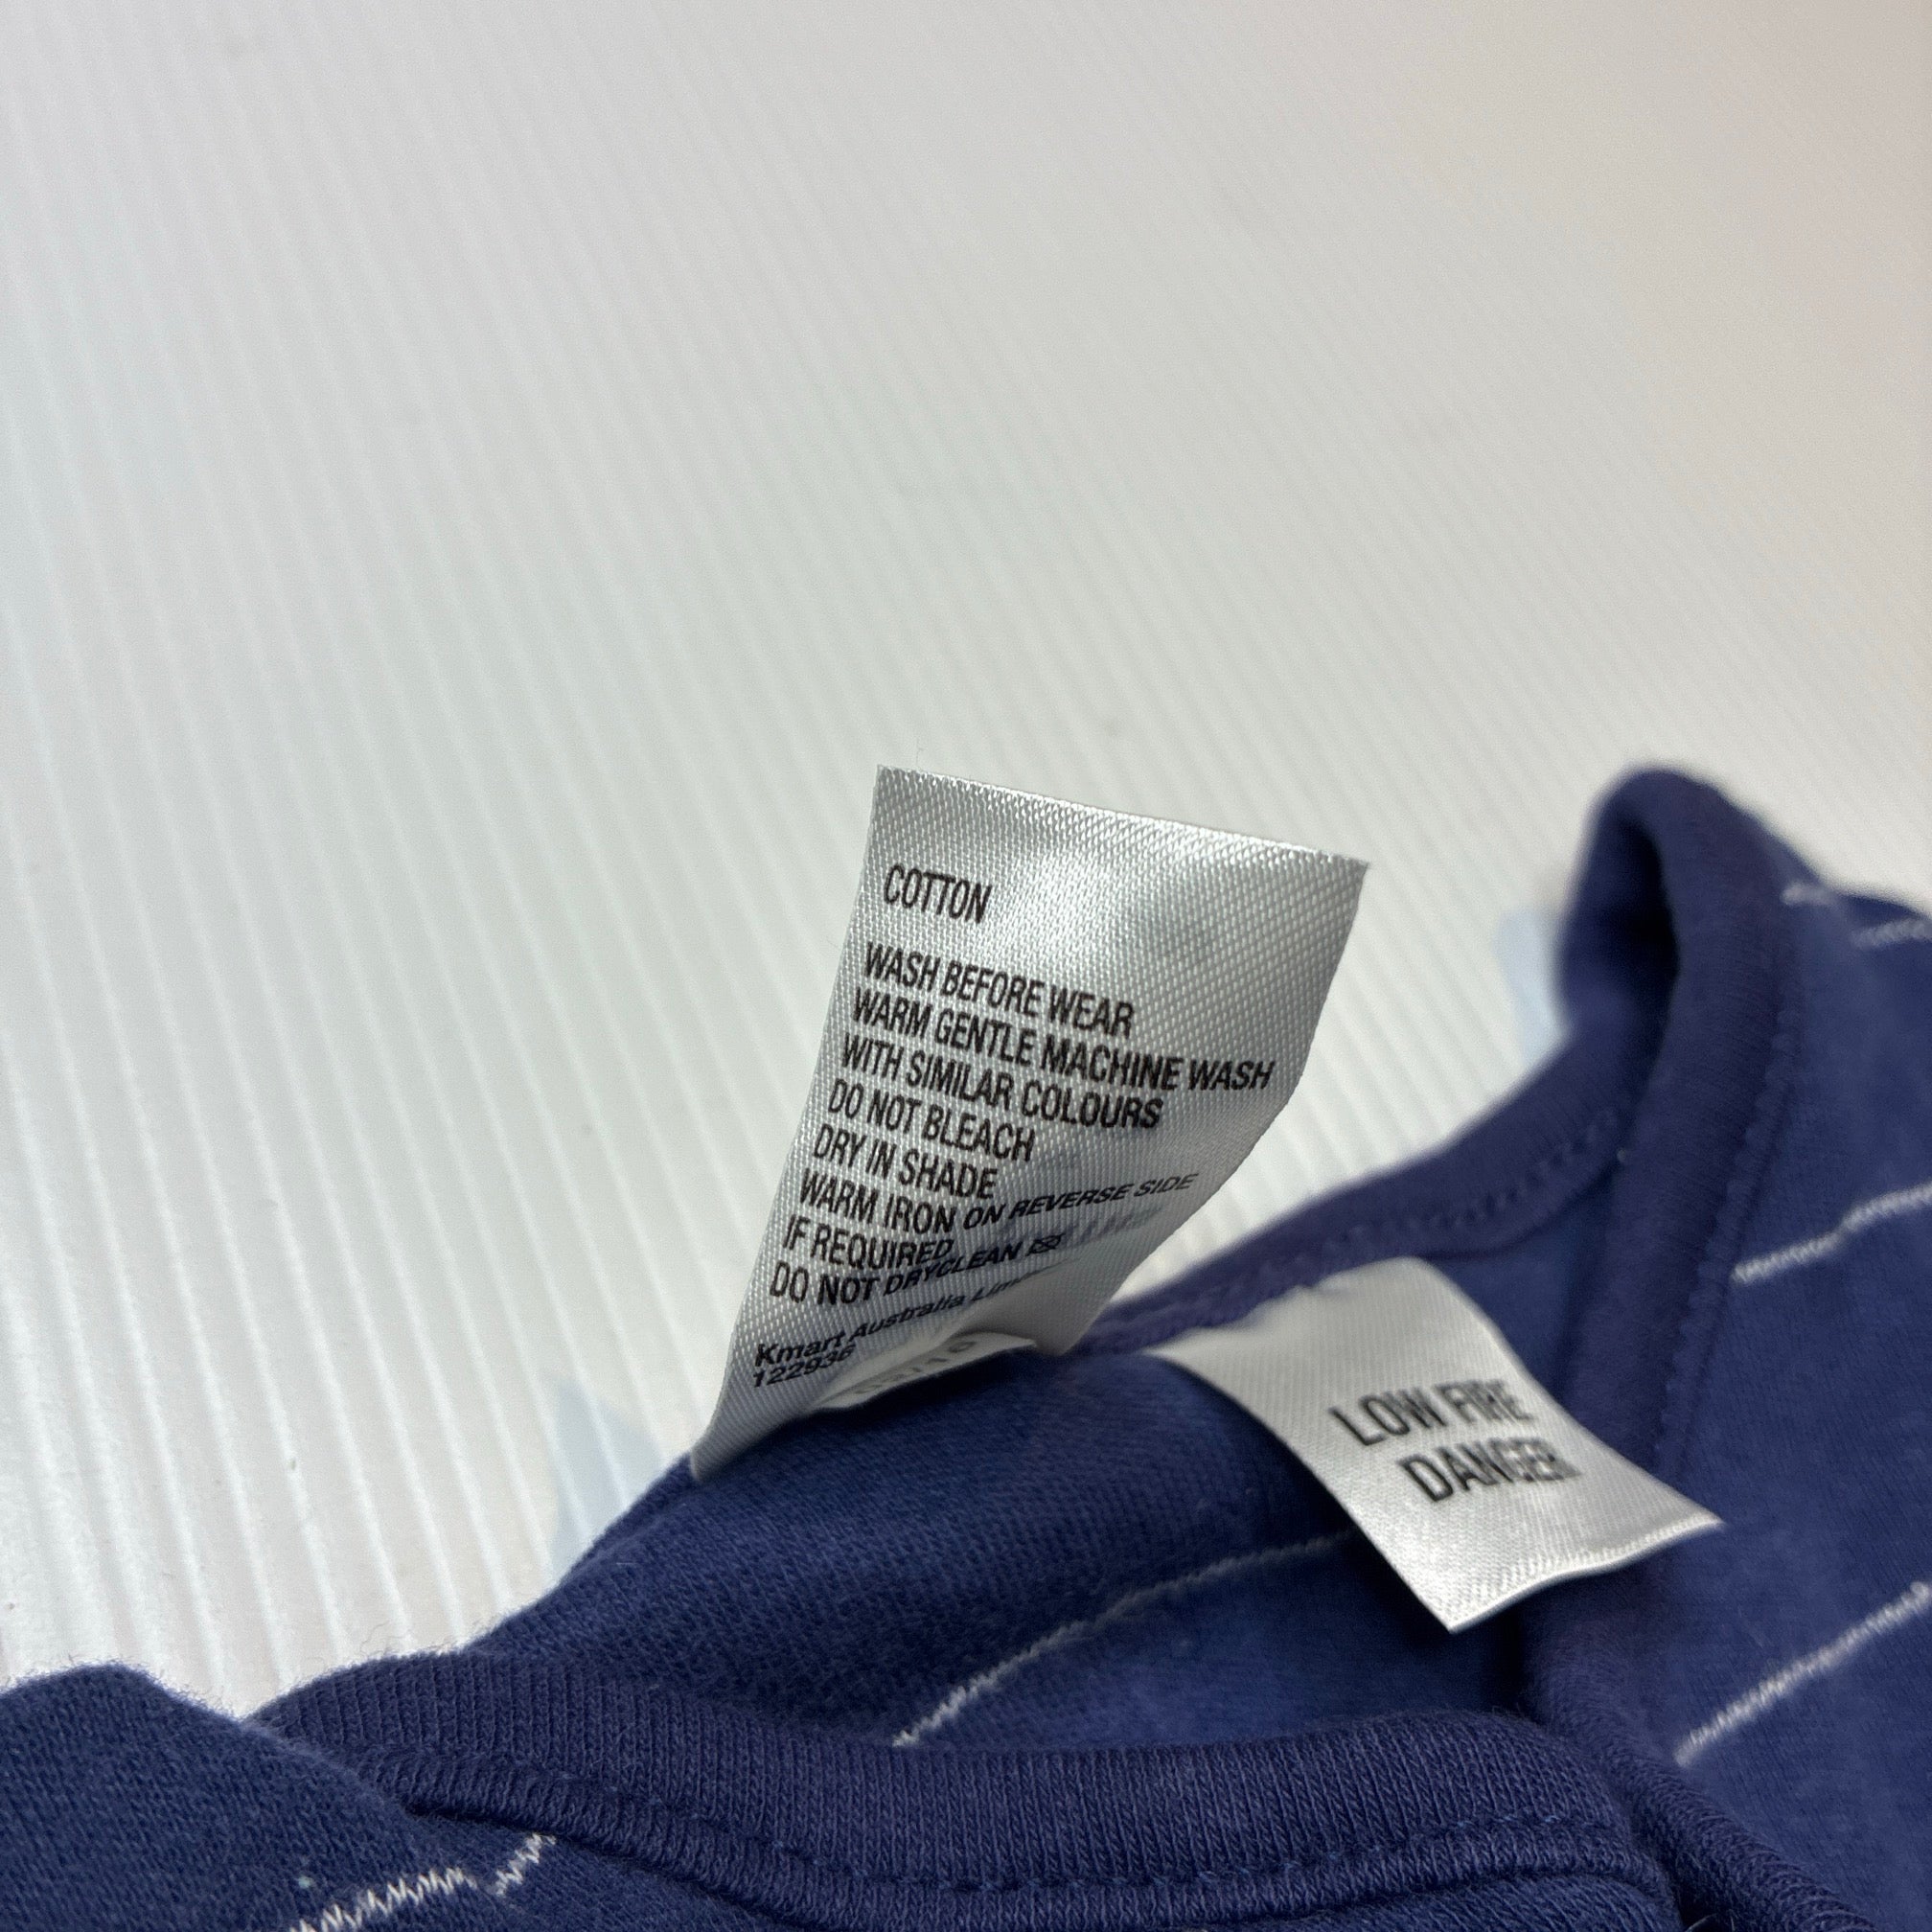 COTTON
WASH BEFORE WEAR
WARM GENTLE MACHINE WASH
WITH SIMILAR COLOURS
DO NOT BLEACH
DRY IN SHADE
WARM IRON ON REVERSE SIDE
IF REQUIRED
DO NOT DRYCLEAN
Kmart Australia
122936
LOW FIRE
DANGER